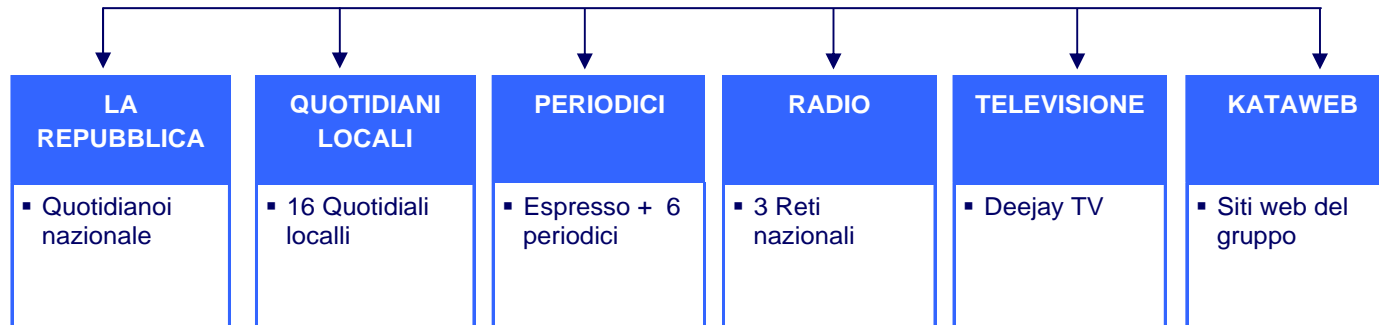 LA
REPUBBLICA
▪ Quotidianoi
nazionale
QUOTIDIANI
LOCALI
▪ 16 Quotidiali
localli
PERIODICI
▪ Espresso + 6
periodici
RADIO
▪ 3 Reti
nazionali
TELEVISIONE
▪ Deejay TV
KATAWEB
▪ Siti web del
gruppo